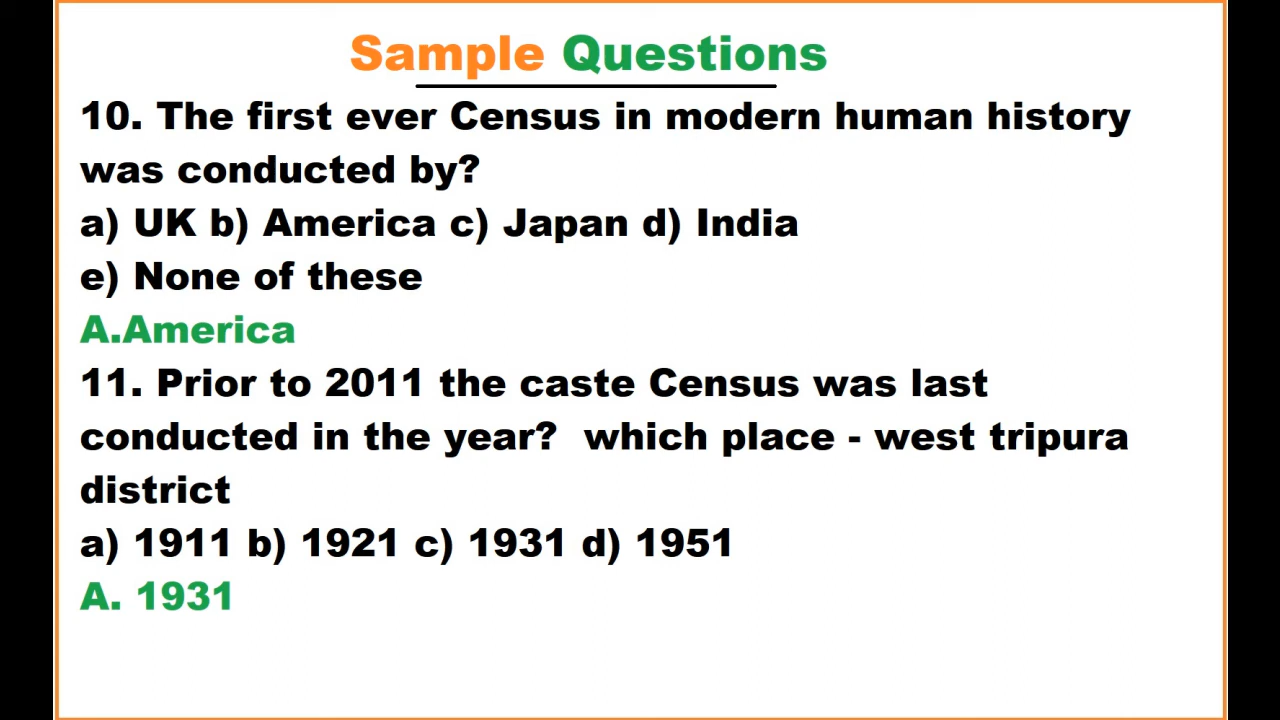 Sample Questions
10. The first ever Census in modern human history
was conducted by?
a) UK b) America c) Japan d) India
e) None of these
A.America
11. Prior to 2011 the caste Census was last
conducted in the year?  which place - west tripura
district
a) 1911 b) 1921 c) 1931 d) 1951
A. 1931